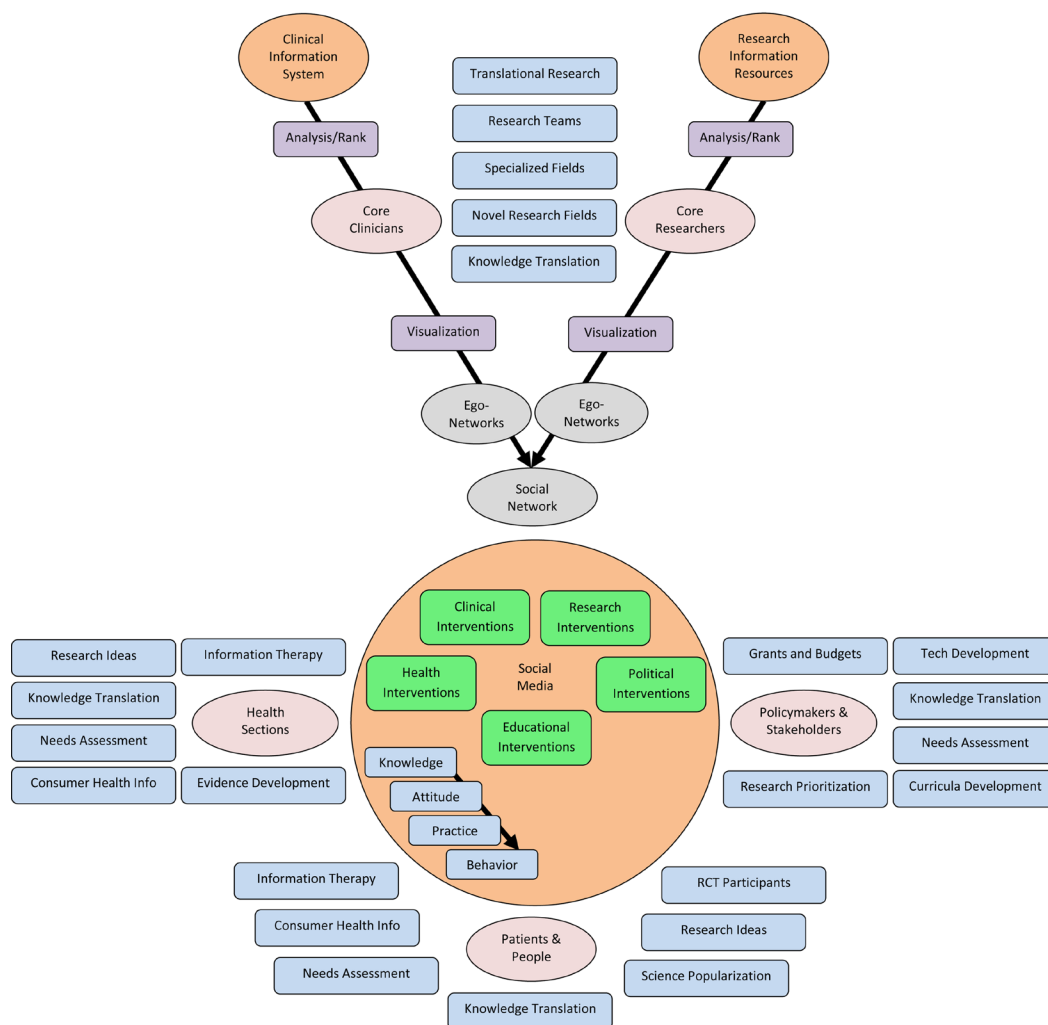 Clinical
Information
System
Research
Information
Resources
Translational Research
Analysis/Rank
Research Teams
Analysis/Rank
Specialized Fields
Core
Clinicians
Novel Research Fields
Core
Researchers
Knowledge Translation
Visualization
Visualization
Ego-
Networks
Ego-
Networks
Social
Network
Clinical
Interventions
Research
Interventions
Health
Interventions
Social
Media
Political
Interventions
Educational
Interventions
Knowledge
Attitude
Practice
Behavior
Research Ideas
Information Therapy
Knowledge Translation
Health
Sections
Needs Assessment
Consumer Health Info
Evidence Development
Grants and Budgets
Tech Development
Policymakers &
Stakeholders
Knowledge Translation
Needs Assessment
Research Prioritization
Curricula Development
Information Therapy
Consumer Health Info
Needs Assessment
Patients &
People
Knowledge Translation
RCT Participants
Research Ideas
Science Popularization